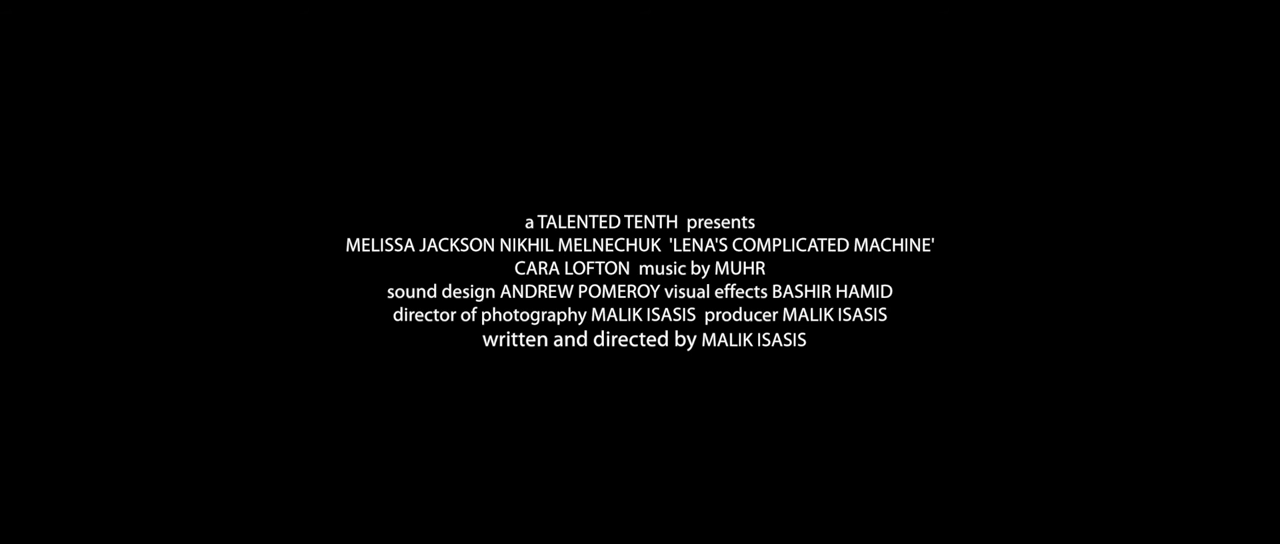 a TALENTED TENTH presents
MELISSA JACKSON NIKHIL MELNECHUK 'LENA'S COMPLICATED MACHINE'
CARA LOFTON music by MUHR
sound design ANDREW POMEROY visual effects BASHIR HAMID
director of photography MALIK ISASIS producer MALIK ISASIS
written and directed by MALIK ISASIS